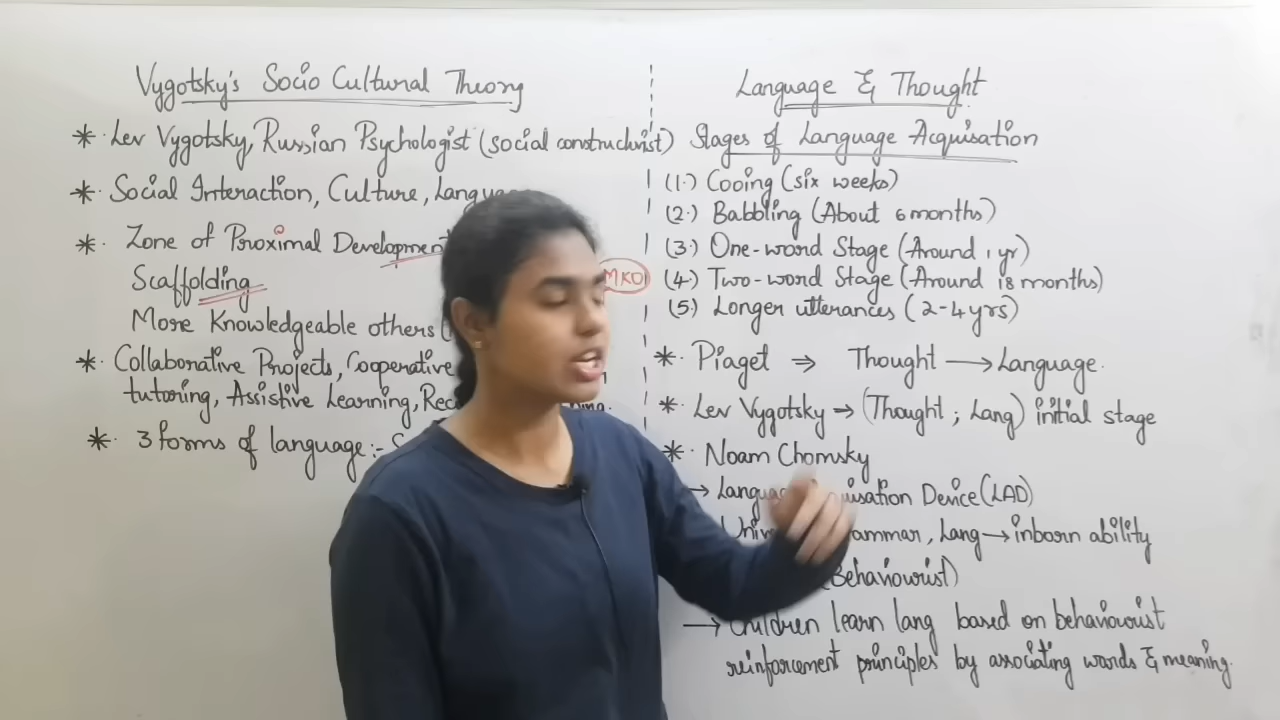 Vygotsky's Socio Cultural Theory
* Lev Vygotsky, Russian Psychologist (social constructivist)
* Social Interaction, Culture,
* Zone of Proximal Development
Scaffolding
More Knowledgeable others (
MKO
* Collaborative Projects, Cooperative
tutoring, Assistive Learning,
* 3 forms of language:-
Language & Thought
Stages of Language Acquisation
(1.) Cooing (six weeks)
(2.) Babbling (About 6 months)
(3.) One-word Stage (Around 1 yr)
(4.) Two-word Stage (Around 18 months)
(5.) Longer utterances (2-4 yrs)
* Piaget ⇒ Thought → Language.
* Lev Vygotsky → (Thought ; Lang) initial stage
* Noam Chomsky
→ Device (LAD)
Lang → inborn ability
(Behaviourist)
→ Children learn lang based on behaviourist
reinforcement principles by associating words & meaning.